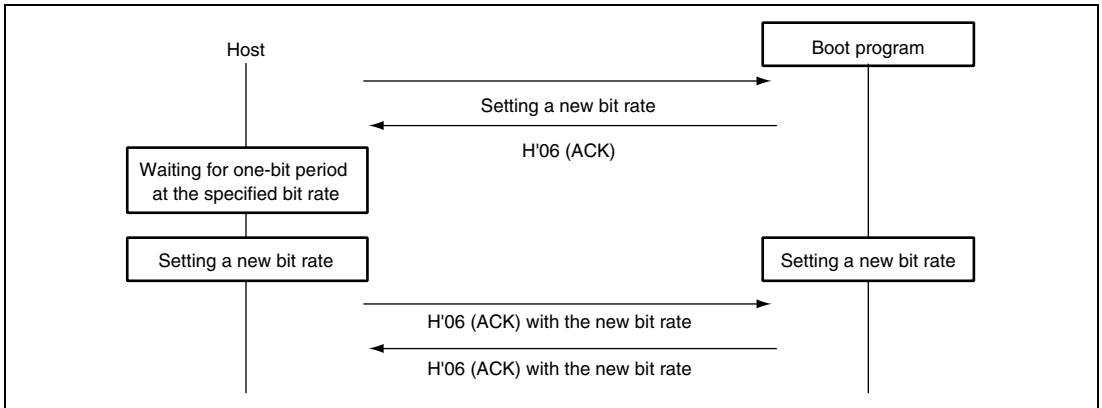 Host
Boot program
Setting a new bit rate
H'06 (ACK)
Waiting for one-bit period
at the specified bit rate
Setting a new bit rate
Setting a new bit rate
H'06 (ACK) with the new bit rate
H'06 (ACK) with the new bit rate